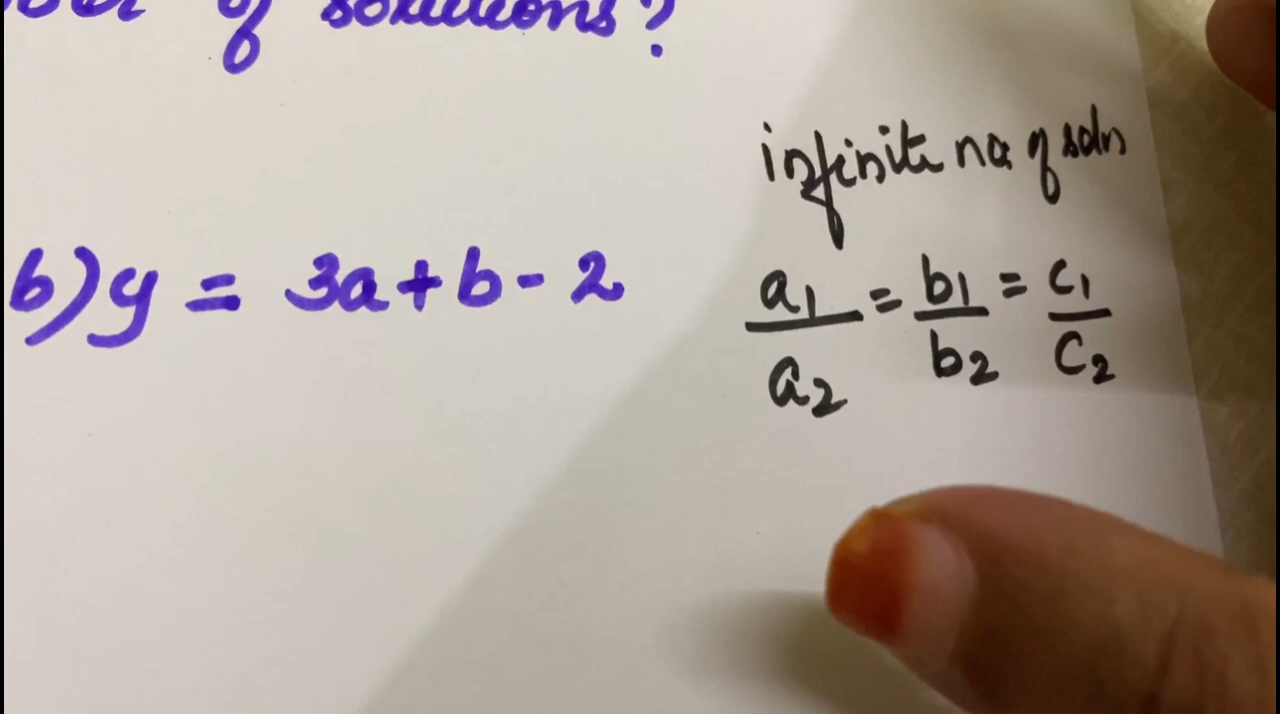 of solutions?
infinite no. of soln
b) y = 3a + b - 2
a1/a2 = b1/b2 = c1/c2